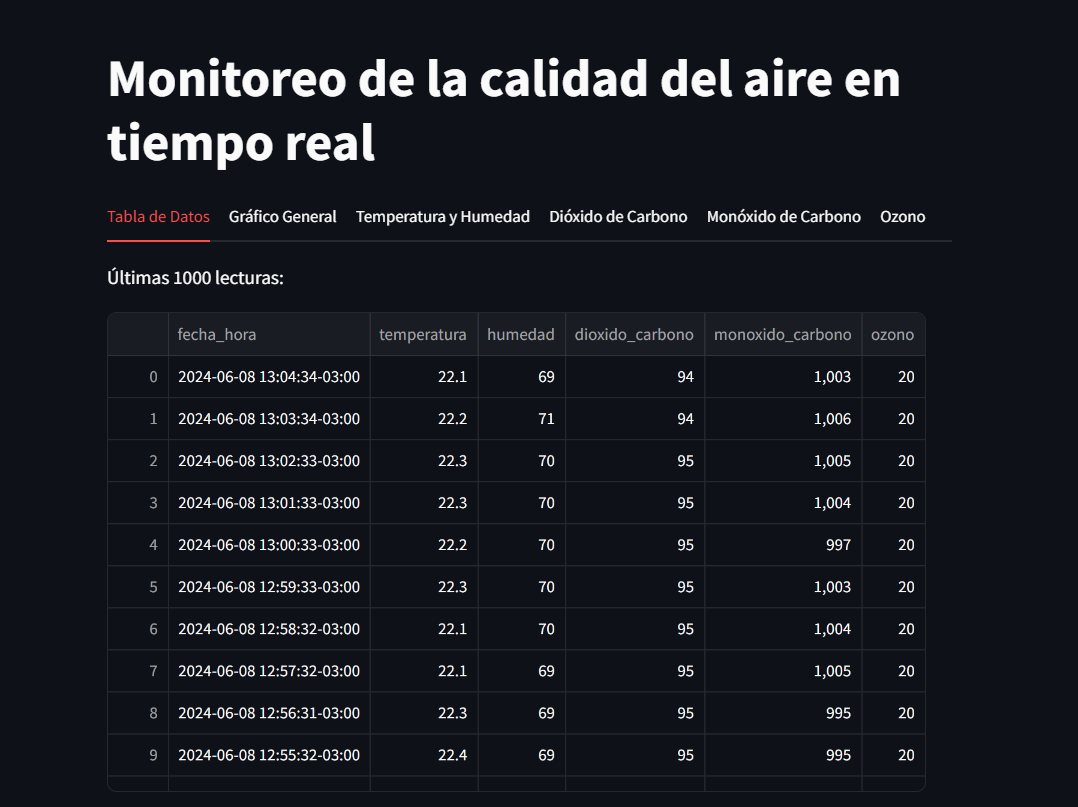 Monitoreo de la calidad del aire en
tiempo real
Tabla de Datos Gráfico General Temperatura y Humedad Dióxido de Carbono Monóxido de Carbono Ozono
Últimas 1000 lecturas:
fecha_hora temperatura humedad dioxido_carbono monoxido_carbono ozono
0 2024-06-08 13:04:34-03:00 22.1 69 94 1,003 20
1 2024-06-08 13:03:34-03:00 22.2 71 94 1,006 20
2 2024-06-08 13:02:33-03:00 22.3 70 95 1,005 20
3 2024-06-08 13:01:33-03:00 22.3 70 95 1,004 20
4 2024-06-08 13:00:33-03:00 22.2 70 95 997 20
5 2024-06-08 12:59:33-03:00 22.3 70 95 1,003 20
6 2024-06-08 12:58:32-03:00 22.1 70 95 1,004 20
7 2024-06-08 12:57:32-03:00 22.1 69 95 1,005 20
8 2024-06-08 12:56:31-03:00 22.3 69 95 995 20
9 2024-06-08 12:55:32-03:00 22.4 69 95 995 20